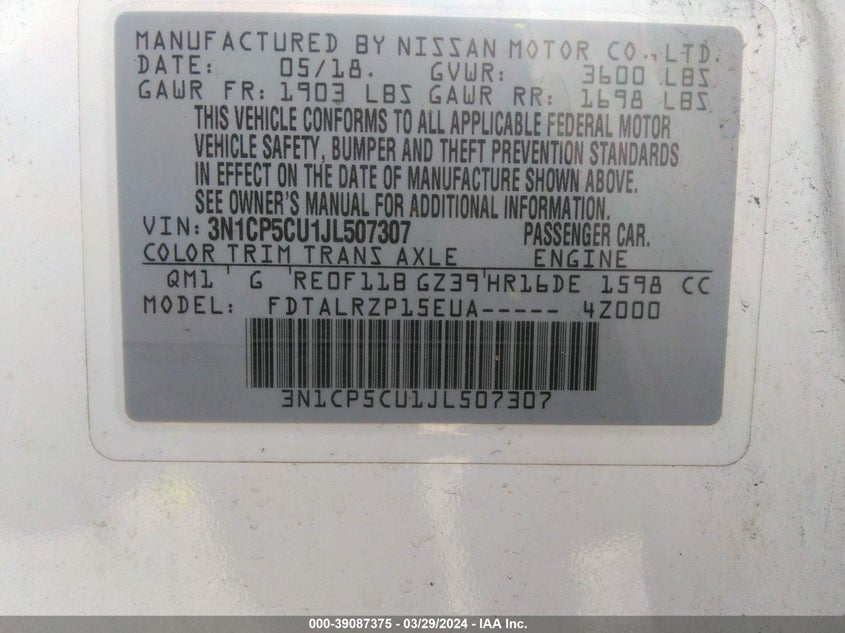 MANUFACTURED BY NISSAN MOTOR CO., LTD.
DATE: 05/18. GVWR: 3600 LBS
GAWR FR: 1903 LBS GAWR RR: 1698 LBS
THIS VEHICLE CONFORMS TO ALL APPLICABLE FEDERAL MOTOR
VEHICLE SAFETY, BUMPER AND THEFT PREVENTION STANDARDS
IN EFFECT ON THE DATE OF MANUFACTURE SHOWN ABOVE.
SEE OWNER'S MANUAL FOR ADDITIONAL INFORMATION.
VIN: 3N1CP5CU1JL507307 PASSENGER CAR.
COLOR TRIM TRANS AXLE ENGINE
QM1 ' G ' RE0F11B GZ39'HR16DE 1598 CC
MODEL: FDTALRZP15EUA----- 4Z000
3N1CP5CU1JL507307
000-39087375 - 03/29/2024 - IAA Inc.